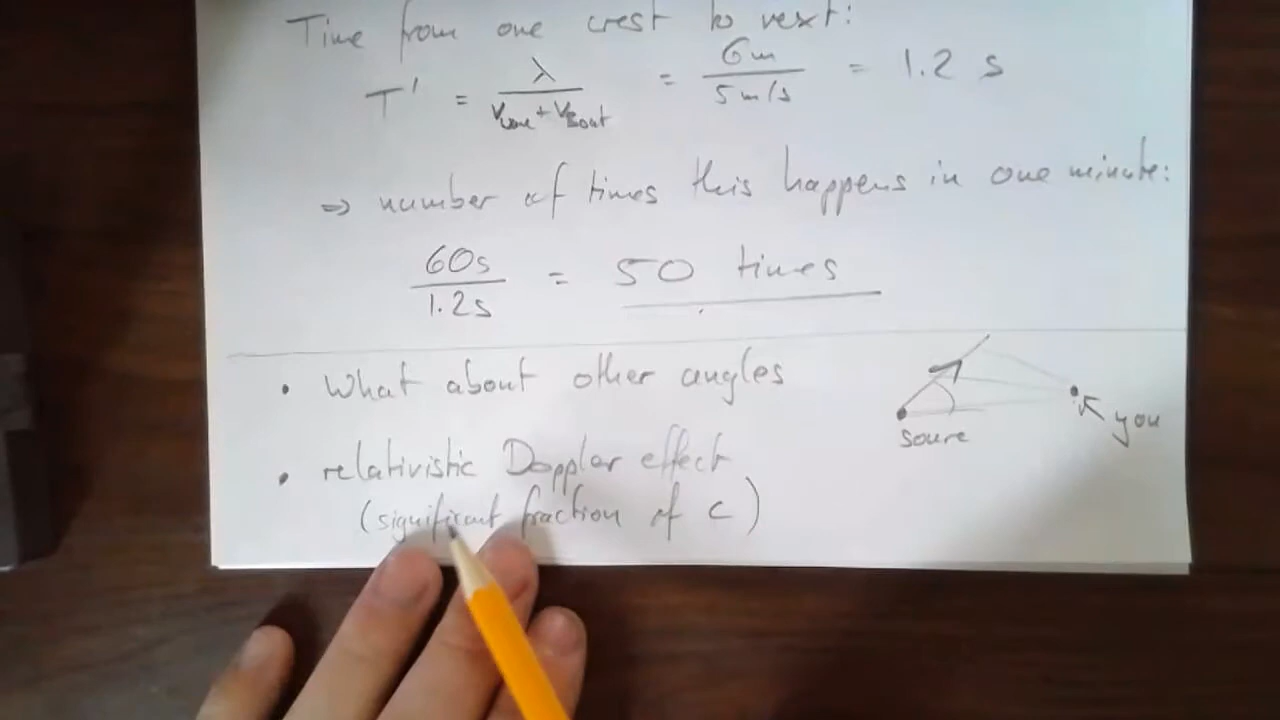 Time from one crest to next:
T' = λ / (v_wave + v_Boat) = 6m / 5m/s = 1.2 s
⇒ number of times this happens in one minute:
60s / 1.2s = 50 times
• What about other angles
source
you
• relativistic Doppler effect
(significant fraction of c)